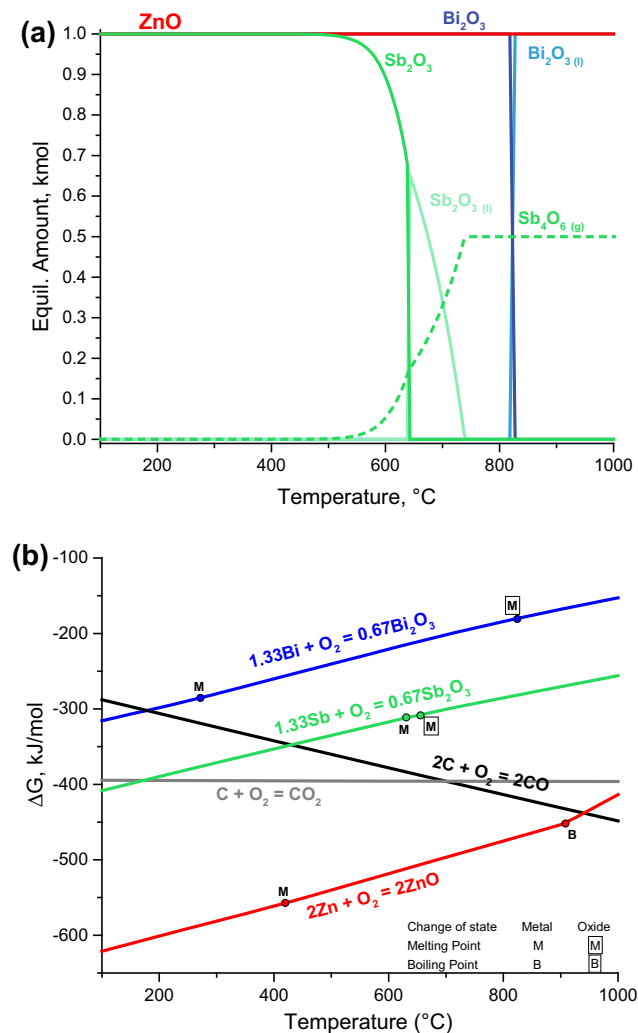 (a)
ZnO
Bi₂O₃
1.0
0.9
0.8
0.7
0.6
0.5
0.4
0.3
0.2
0.1
0.0
Equil. Amount, kmol
Sb₂O₃
Bi₂O₃ (l)
Sb₂O₃ (l)
Sb₄O₆ (g)
200
400
600
800
1000
Temperature, °C
(b)
-100
-200
-300
-400
-500
-600
ΔG, kJ/mol
M
1.33Bi + O₂ = 0.67Bi₂O₃
M
1.33Sb + O₂ = 0.67Sb₂O₃
M
M
2C + O₂ = 2CO
C + O₂ = CO₂
B
M
2Zn + O₂ = 2ZnO
Change of state Metal Oxide
Melting Point M M
Boiling Point B B
200
400
600
800
1000
Temperature (°C)